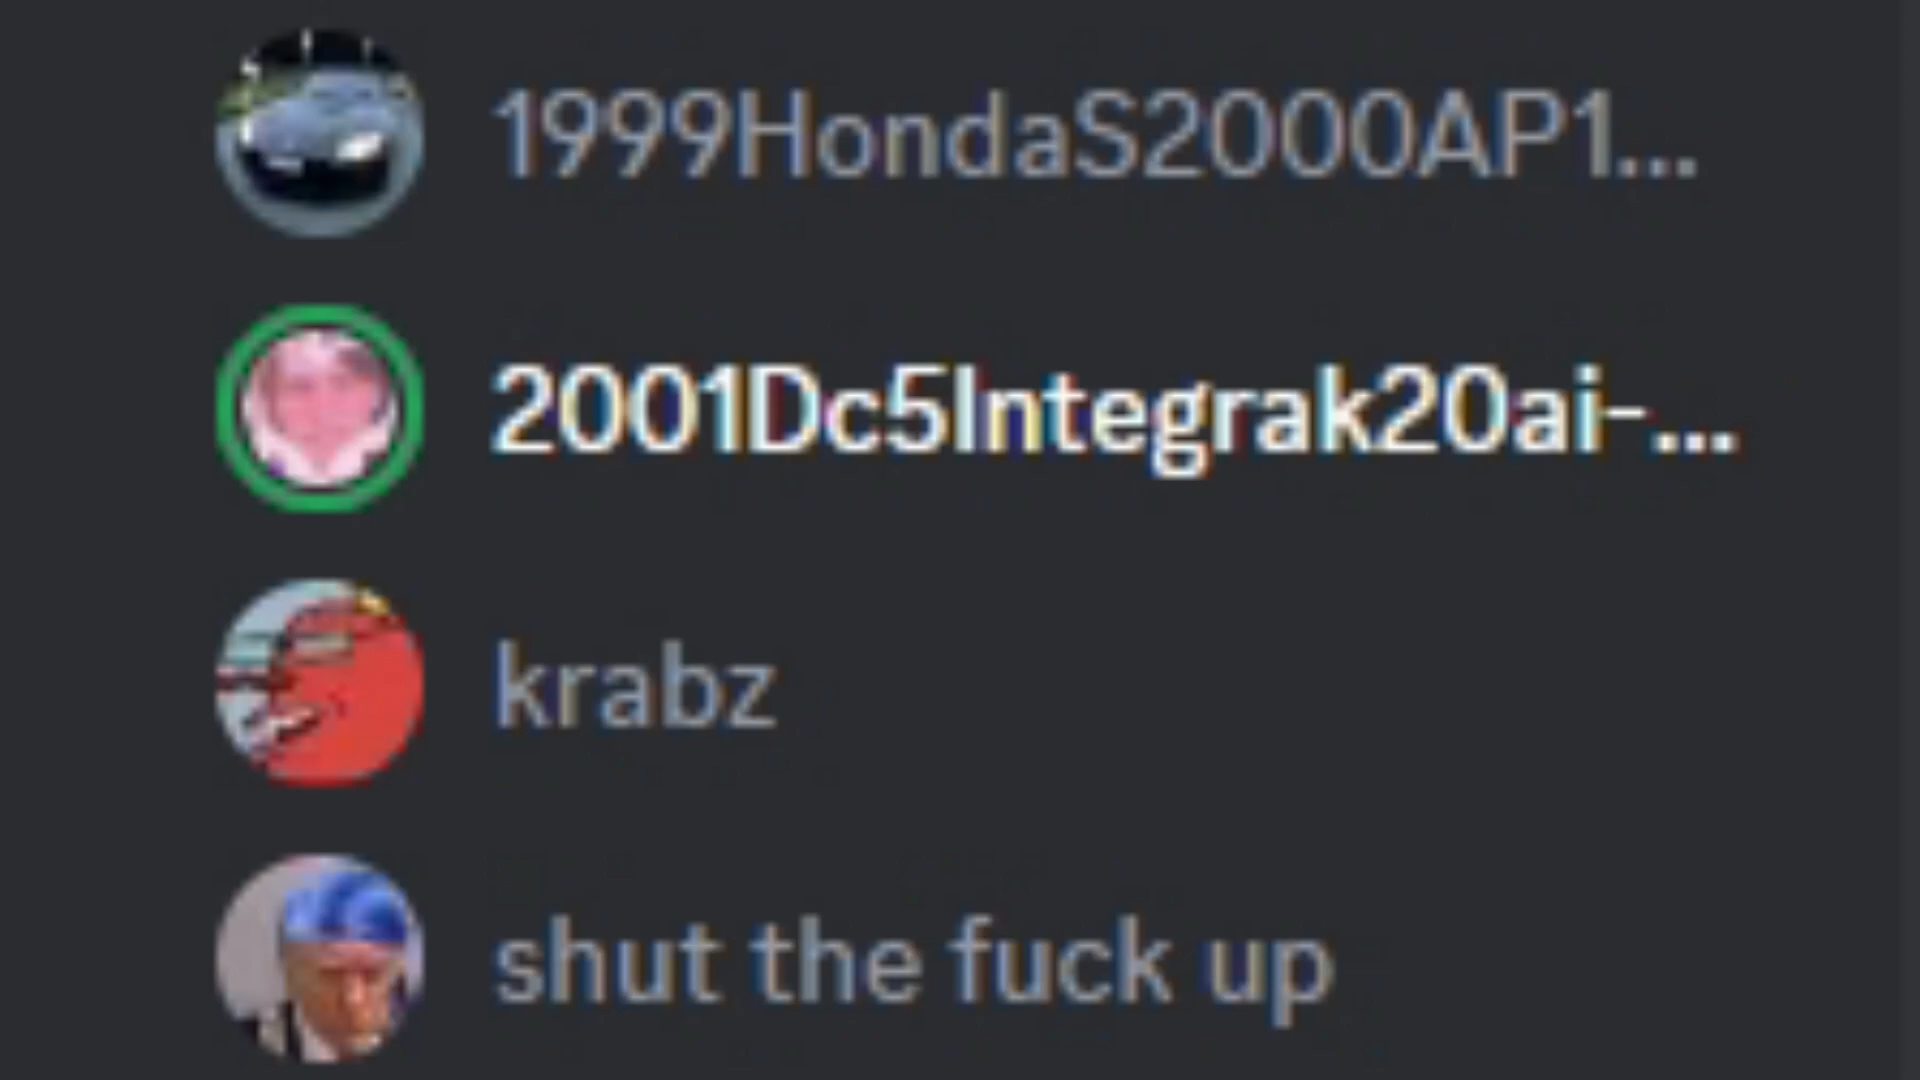 1999HondaS2000AP1...
2001Dc5Integrak20ai-...
krabz
shut the fuck up